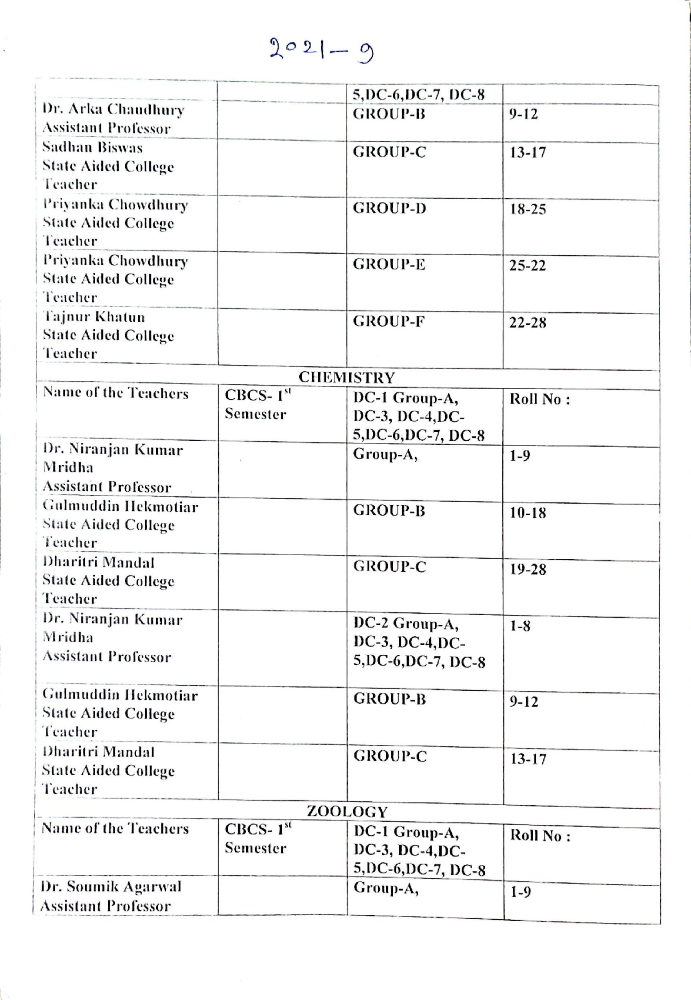 2021-9
5,DC-6,DC-7, DC-8
Dr. Arka Chaudhury
Assistant Professor
GROUP-B
9-12
Sadhan Biswas
State Aided College
Teacher
GROUP-C
13-17
Priyanka Chowdhury
State Aided College
Teacher
GROUP-D
18-25
Priyanka Chowdhury
State Aided College
Teacher
GROUP-E
25-22
Tajnur Khatun
State Aided College
Teacher
GROUP-F
22-28
CHEMISTRY
Name of the Teachers
CBCS- 1st
Semester
DC-1 Group-A,
DC-3, DC-4,DC-
5,DC-6,DC-7, DC-8
Roll No :
Dr. Niranjan Kumar
Mridha
Assistant Professor
Group-A,
1-9
Gulmuddin Hekmotiar
State Aided College
Teacher
GROUP-B
10-18
Dharitri Mandal
State Aided College
Teacher
GROUP-C
19-28
Dr. Niranjan Kumar
Mridha
Assistant Professor
DC-2 Group-A,
DC-3, DC-4,DC-
5,DC-6,DC-7, DC-8
1-8
Gulmuddin Hekmotiar
State Aided College
Teacher
GROUP-B
9-12
Dharitri Mandal
State Aided College
Teacher
GROUP-C
13-17
ZOOLOGY
Name of the Teachers
CBCS- 1st
Semester
DC-1 Group-A,
DC-3, DC-4,DC-
5,DC-6,DC-7, DC-8
Roll No :
Dr. Soumik Agarwal
Assistant Professor
Group-A,
1-9